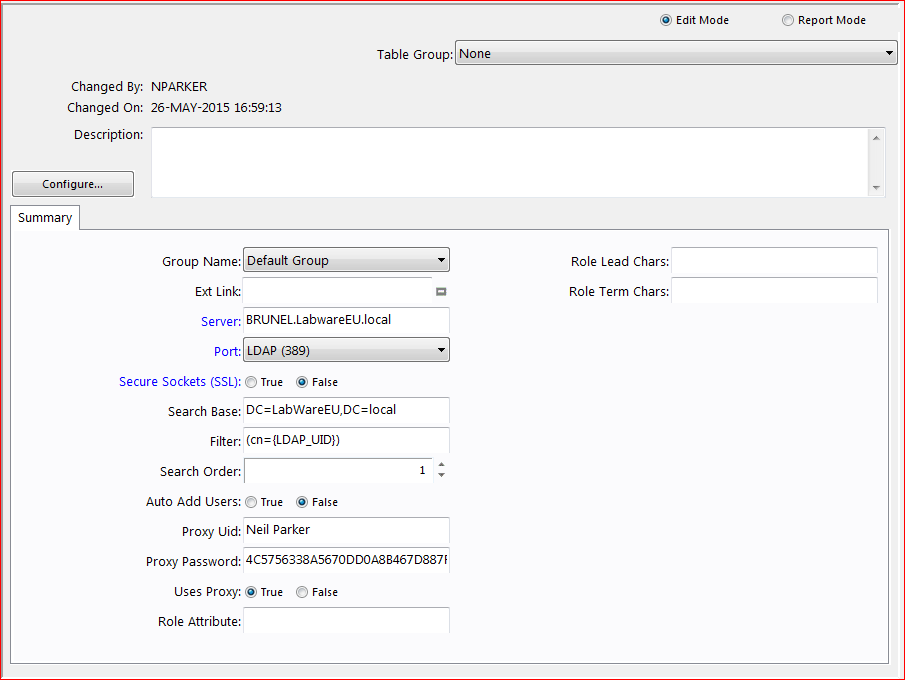 Edit Mode Report Mode
Table Group: None
Changed By: NPARKER
Changed On: 26-MAY-2015 16:59:13
Description:
Configure...
Summary
Group Name: Default Group Role Lead Chars:
Ext Link: Role Term Chars:
Server: BRUNEL.LabwareEU.local
Port: LDAP (389)
Secure Sockets (SSL): True False
Search Base: DC=LabWareEU,DC=local
Filter: (cn={LDAP_UID})
Search Order: 1
Auto Add Users: True False
Proxy Uid: Neil Parker
Proxy Password: 4C5756338A5670DD0A8B467D887F
Uses Proxy: True False
Role Attribute: